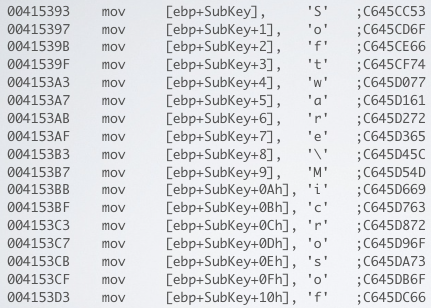 00415393 mov [ebp+SubKey], 'S' ;C645CC53
00415397 mov [ebp+SubKey+1], 'o' ;C645CD6F
0041539B mov [ebp+SubKey+2], 'f' ;C645CE66
0041539F mov [ebp+SubKey+3], 't' ;C645CF74
004153A3 mov [ebp+SubKey+4], 'w' ;C645D077
004153A7 mov [ebp+SubKey+5], 'a' ;C645D161
004153AB mov [ebp+SubKey+6], 'r' ;C645D272
004153AF mov [ebp+SubKey+7], 'e' ;C645D365
004153B3 mov [ebp+SubKey+8], '\' ;C645D45C
004153B7 mov [ebp+SubKey+9], 'M' ;C645D54D
004153BB mov [ebp+SubKey+0Ah], 'i' ;C645D669
004153BF mov [ebp+SubKey+0Bh], 'c' ;C645D763
004153C3 mov [ebp+SubKey+0Ch], 'r' ;C645D872
004153C7 mov [ebp+SubKey+0Dh], 'o' ;C645D96F
004153CB mov [ebp+SubKey+0Eh], 's' ;C645DA73
004153CF mov [ebp+SubKey+0Fh], 'o' ;C645DB6F
004153D3 mov [ebp+SubKey+10h], 'f' ;C645DC66